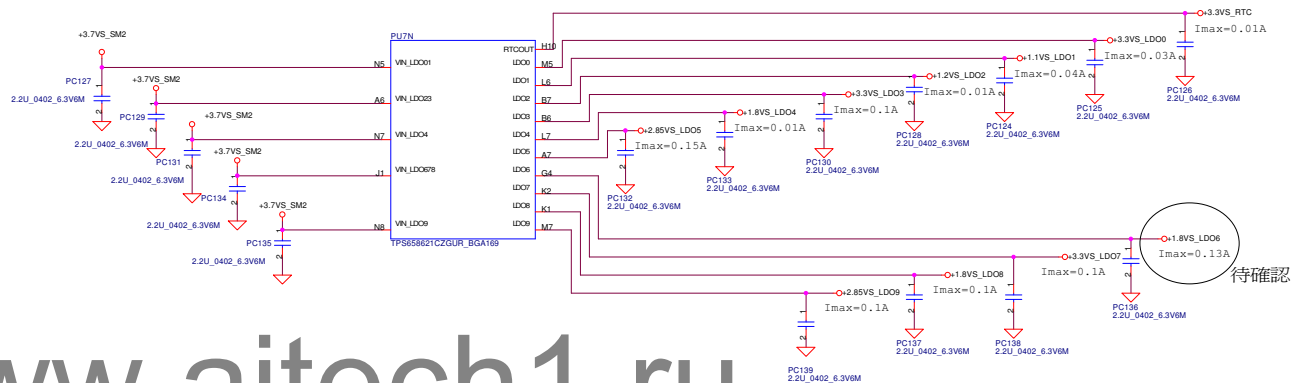 +3.3VS_RTC
Imax=0.01A
PC126
2.2U_0402_6.3V6M
+3.3VS_LDO0
Imax=0.03A
PC125
2.2U_0402_6.3V6M
+1.1VS_LDO1
Imax=0.04A
PC124
2.2U_0402_6.3V6M
+1.2VS_LDO2
Imax=0.01A
PC128
2.2U_0402_6.3V6M
+3.3VS_LDO3
Imax=0.1A
PC130
2.2U_0402_6.3V6M
+1.8VS_LDO4
Imax=0.01A
PC133
2.2U_0402_6.3V6M
+2.85VS_LDO5
Imax=0.15A
PC132
2.2U_0402_6.3V6M
PU7N
RTCOUT H10
LDO0 M5
LDO1 L6
LDO2 B7
LDO3 B6
LDO4 L7
LDO5 A7
LDO6 G4
LDO7 K2
LDO8 K1
LDO9 M7
N5 VIN_LDO01
A6 VIN_LDO23
N7 VIN_LDO4
J1 VIN_LDO678
N8 VIN_LDO9
TPS658621CZGUR_BGA169
+3.7VS_SM2
PC127
2.2U_0402_6.3V6M
+3.7VS_SM2
PC129
2.2U_0402_6.3V6M
+3.7VS_SM2
PC131
2.2U_0402_6.3V6M
+3.7VS_SM2
PC134
2.2U_0402_6.3V6M
+3.7VS_SM2
PC135
2.2U_0402_6.3V6M
+1.8VS_LDO6
Imax=0.13A
待確認
PC136
2.2U_0402_6.3V6M
+3.3VS_LDO7
Imax=0.1A
PC138
2.2U_0402_6.3V6M
+1.8VS_LDO8
Imax=0.1A
PC137
2.2U_0402_6.3V6M
+2.85VS_LDO9
Imax=0.1A
PC139
2.2U_0402_6.3V6M